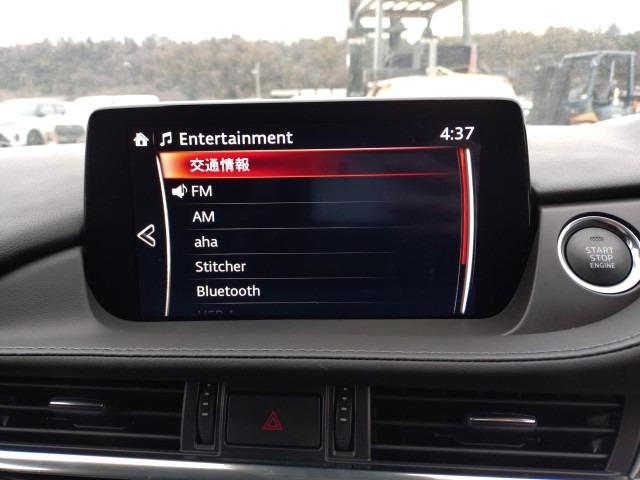 Entertainment 4:37
交通情報
FM
AM
aha
Stitcher
Bluetooth
START
STOP
ENGINE